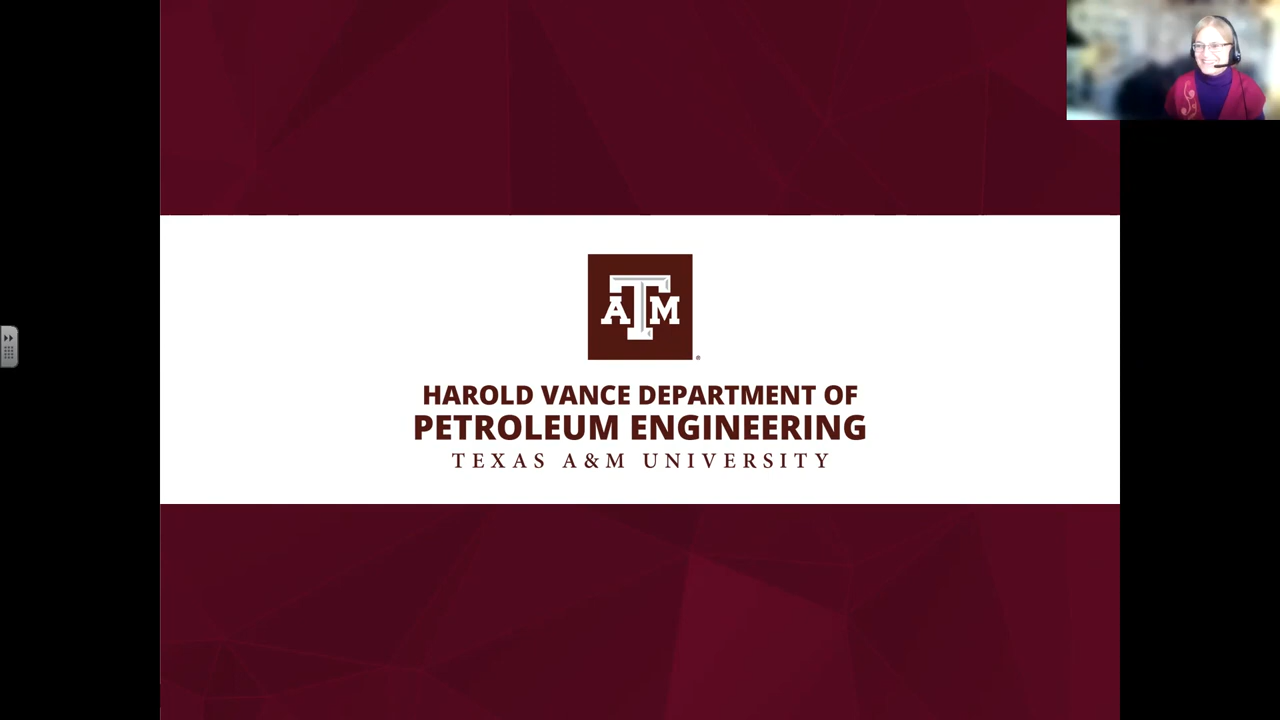 ATM
®
HAROLD VANCE DEPARTMENT OF
PETROLEUM ENGINEERING
TEXAS A&M UNIVERSITY